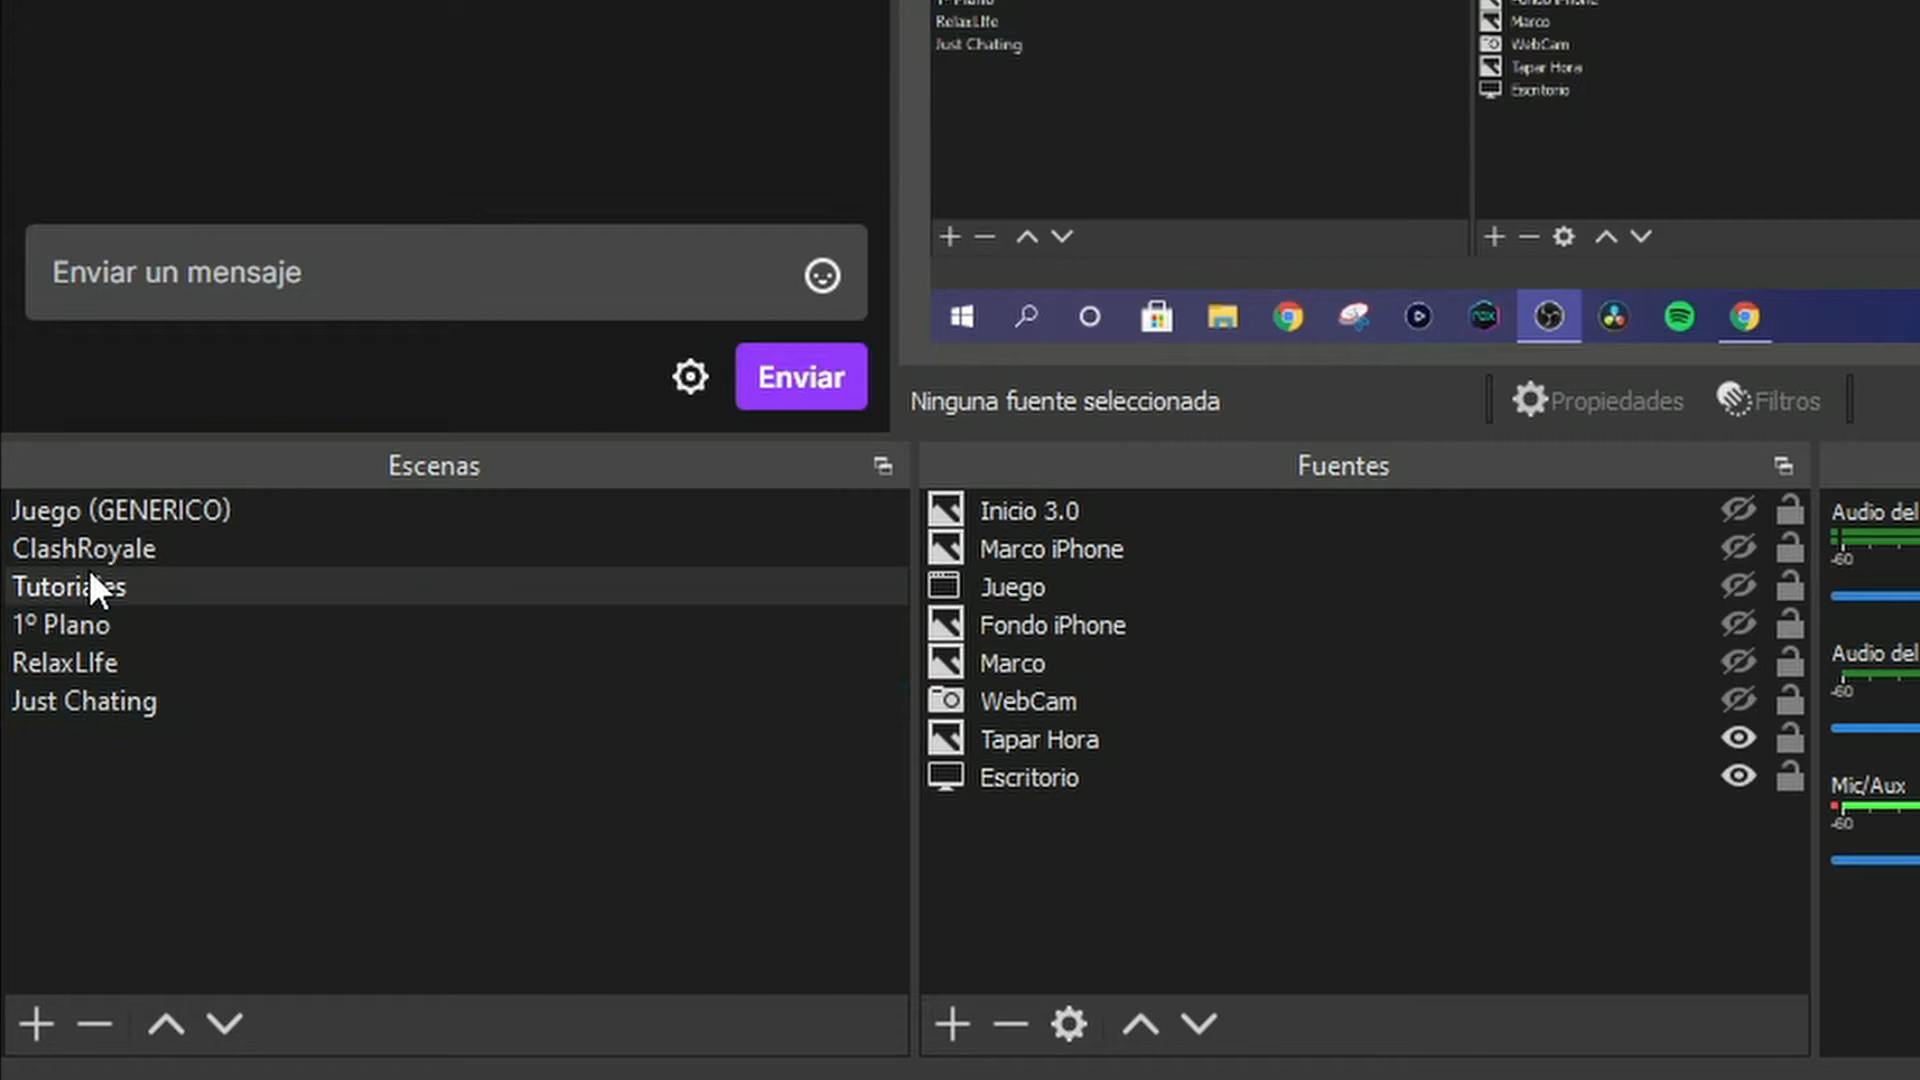 RelaxLIfe
Just Chating
Marco
WebCam
Tapar Hora
Escritorio
Enviar un mensaje
Enviar
Ninguna fuente seleccionada
Propiedades
Filtros
Escenas
Juego (GENERICO)
ClashRoyale
Tutoriales
1º Plano
RelaxLIfe
Just Chating
Fuentes
Inicio 3.0
Marco iPhone
Juego
Fondo iPhone
Marco
WebCam
Tapar Hora
Escritorio
Audio del
-60
Audio del
-60
Mic/Aux
-60